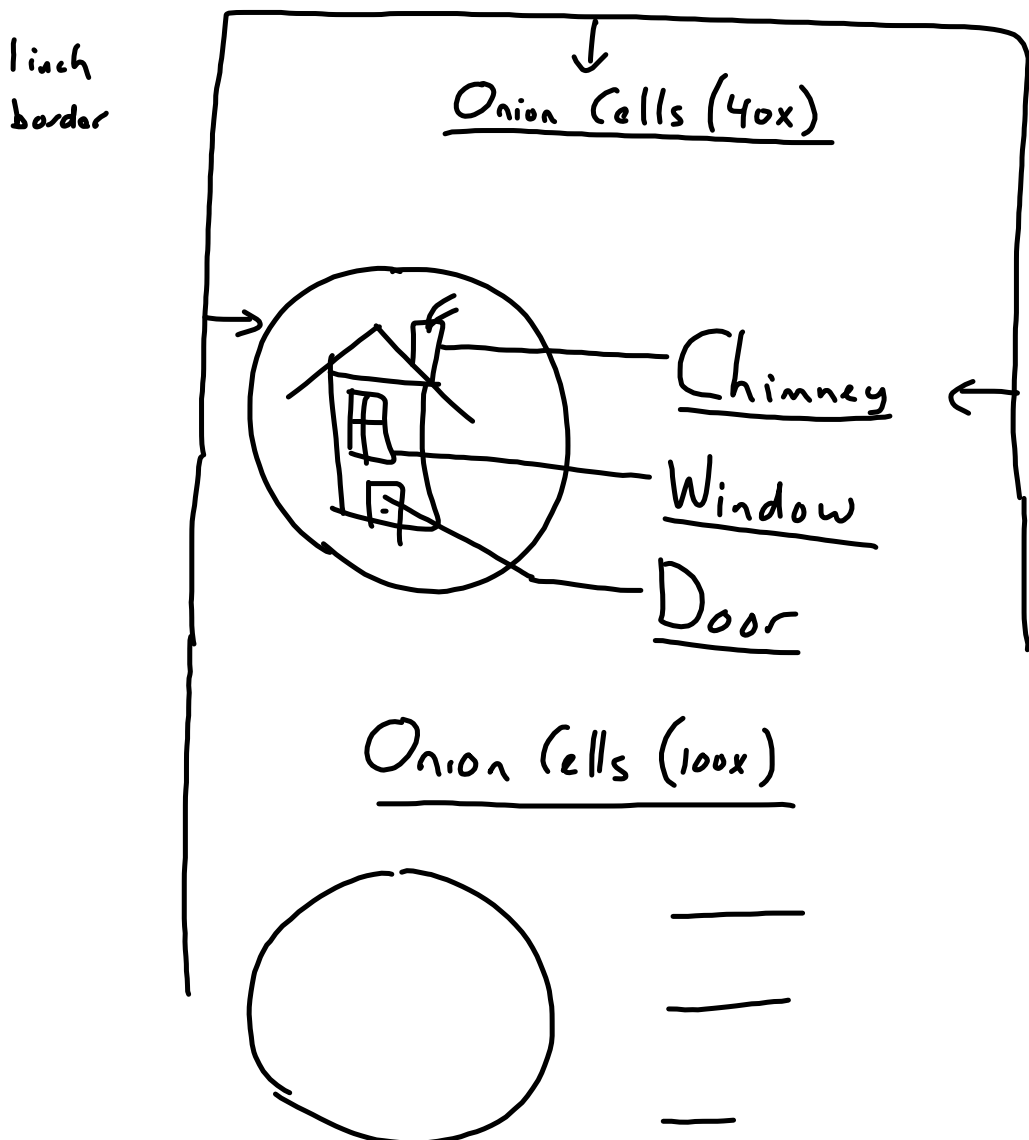 1 inch
border
Onion Cells (40x)
Chimney
Window
Door
Onion Cells (100x)